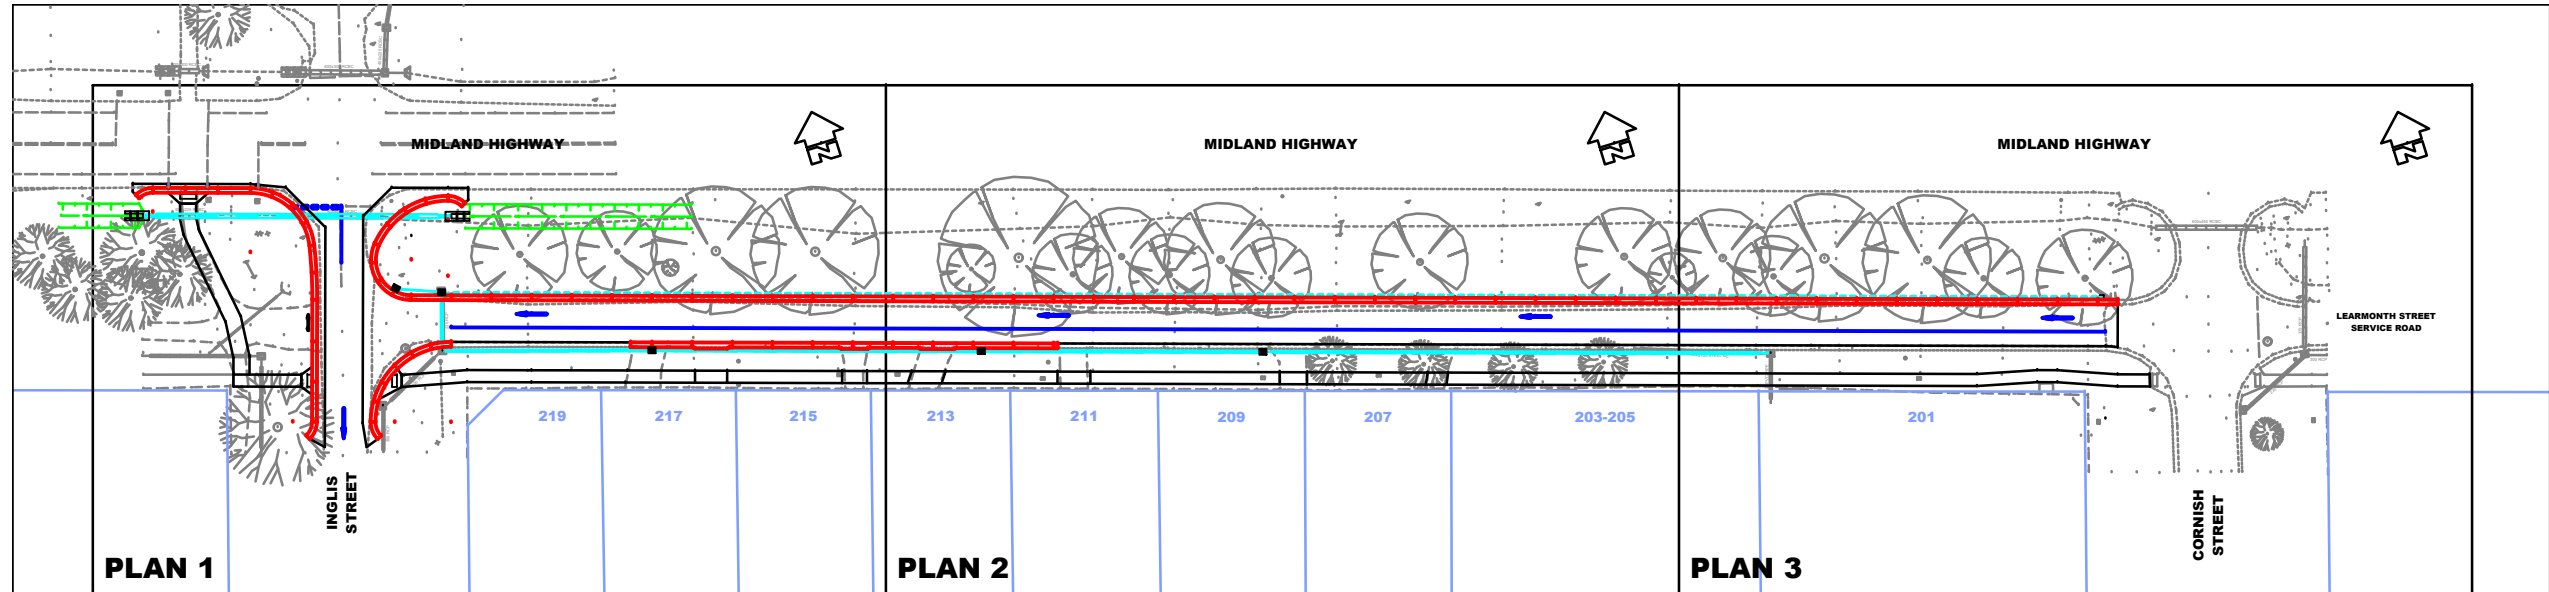 MIDLAND HIGHWAY
N
MIDLAND HIGHWAY
N
MIDLAND HIGHWAY
N
LEARMONTH STREET
SERVICE ROAD
219
217
215
213
211
209
207
203-205
201
INGLIS
STREET
CORNISH
STREET
PLAN 1
PLAN 2
PLAN 3